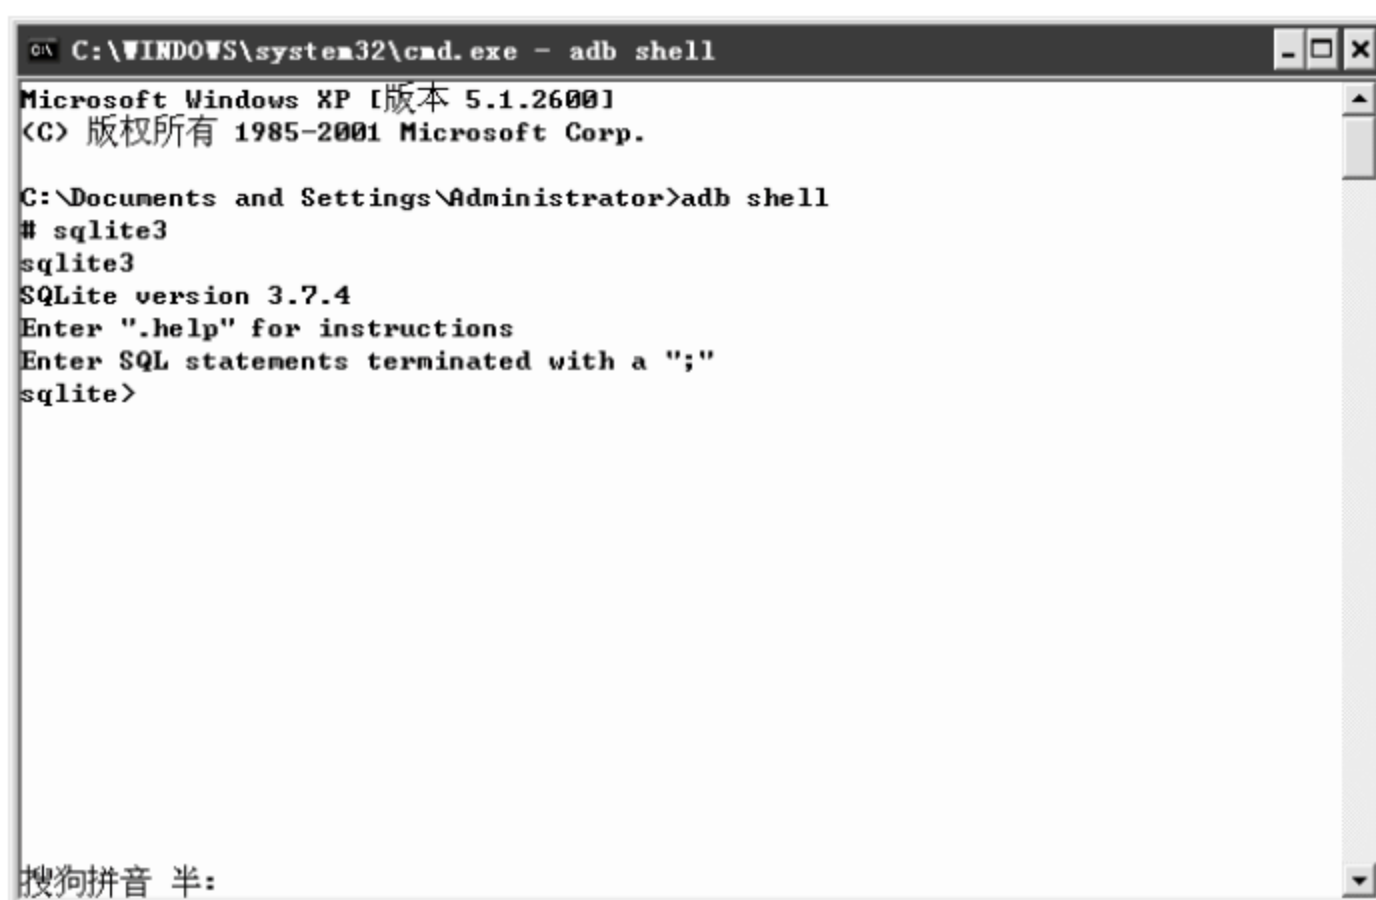 C:\WINDOWS\system32\cmd.exe - adb shell
Microsoft Windows XP [版本 5.1.2600]
(C) 版权所有 1985-2001 Microsoft Corp.
C:\Documents and Settings\Administrator>adb shell
# sqlite3
sqlite3
SQLite version 3.7.4
Enter ".help" for instructions
Enter SQL statements terminated with a ";"
sqlite>
搜狗拼音 半: